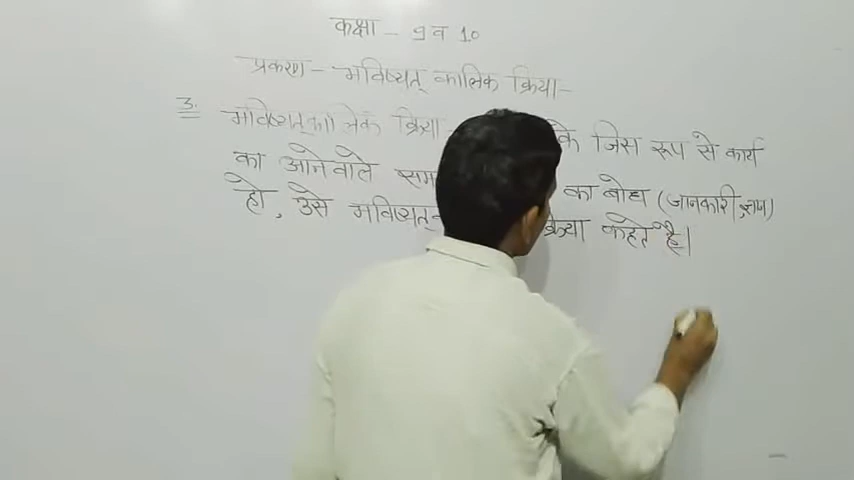 कक्षा - 9 व 10
प्रकरण - भविष्यत् कालिक क्रिया -
3. भविष्यत् कालिक क्रिया के जिस रूप से कार्य
का आने वाले का बोध (जानकारी, ज्ञान)
हो, उसे भविष्यत् क्रिया कहते है।